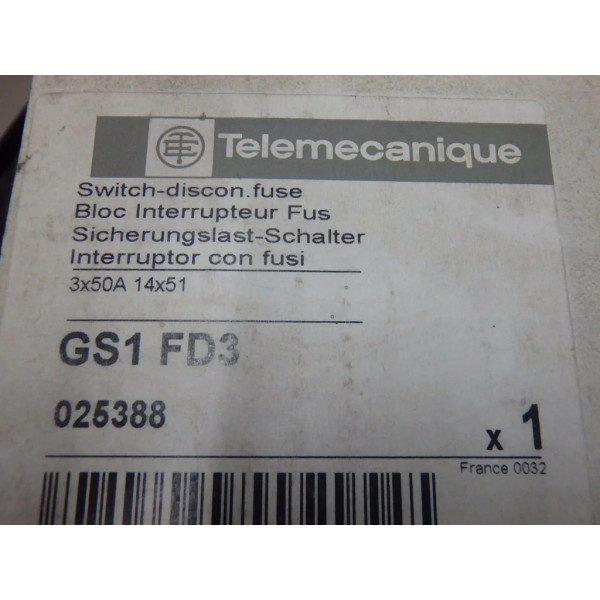 Telemecanique
Switch-discon.fuse
Bloc Interrupteur Fus
Sicherungslast-Schalter
Interruptor con fusi
3x50A 14x51
GS1 FD3
025388
x 1
France 0032